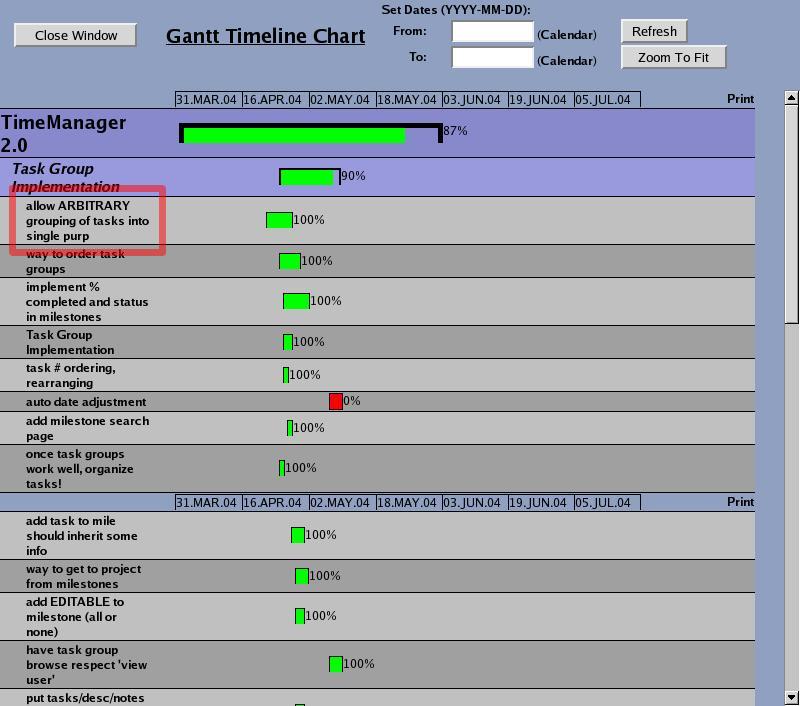 Set Dates (YYYY-MM-DD):
Close Window
Gantt Timeline Chart
From:
(Calendar)
Refresh
To:
(Calendar)
Zoom To Fit
31.MAR.04 16.APR.04 02.MAY.04 18.MAY.04 03.JUN.04 19.JUN.04 05.JUL.04
Print
TimeManager
2.0
87%
Task Group
Implementation
90%
allow ARBITRARY
grouping of tasks into
single purp
100%
way to order task
groups
100%
implement %
completed and status
in milestones
100%
Task Group
Implementation
100%
task # ordering,
rearranging
100%
auto date adjustment
0%
add milestone search
page
100%
once task groups
work well, organize
tasks!
100%
31.MAR.04 16.APR.04 02.MAY.04 18.MAY.04 03.JUN.04 19.JUN.04 05.JUL.04
Print
add task to mile
should inherit some
info
100%
way to get to project
from milestones
100%
add EDITABLE to
milestone (all or
none)
100%
have task group
browse respect 'view
user'
100%
put tasks/desc/notes